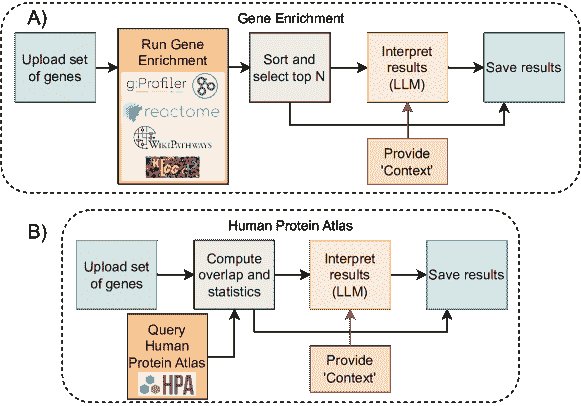 A)
Gene Enrichment
Upload set
of genes
Run Gene
Enrichment
g:Profiler
reactome
WIKIPATHWAYS
KEGG
Sort and
select top N
Interpret
results
(LLM)
Save results
Provide
'Context'
B)
Human Protein Atlas
Upload set
of genes
Compute
overlap and
statistics
Interpret
results
(LLM)
Save results
Query
Human
Protein Atlas
HPA
Provide
'Context'